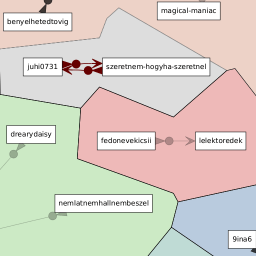 magical-maniac
benyelhetedtovig
juhi0731
szeretnem-hogyha-szeretnel
drearydaisy
fedonevekicsii
lelektoredek
nemlatnemhallnembeszel
9ina6